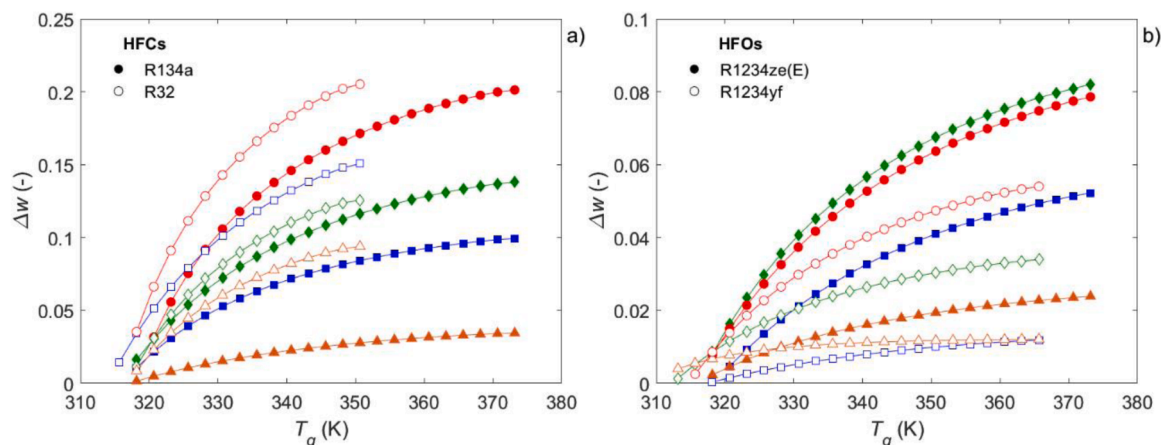 a)
HFCs
R134a
R32
0.25
0.2
0.15
0.1
0.05
0
Δw (-)
310 320 330 340 350 360 370 380
T_g (K)
b)
HFOs
R1234ze(E)
R1234yf
0.1
0.08
0.06
0.04
0.02
0
Δw (-)
310 320 330 340 350 360 370 380
T_g (K)